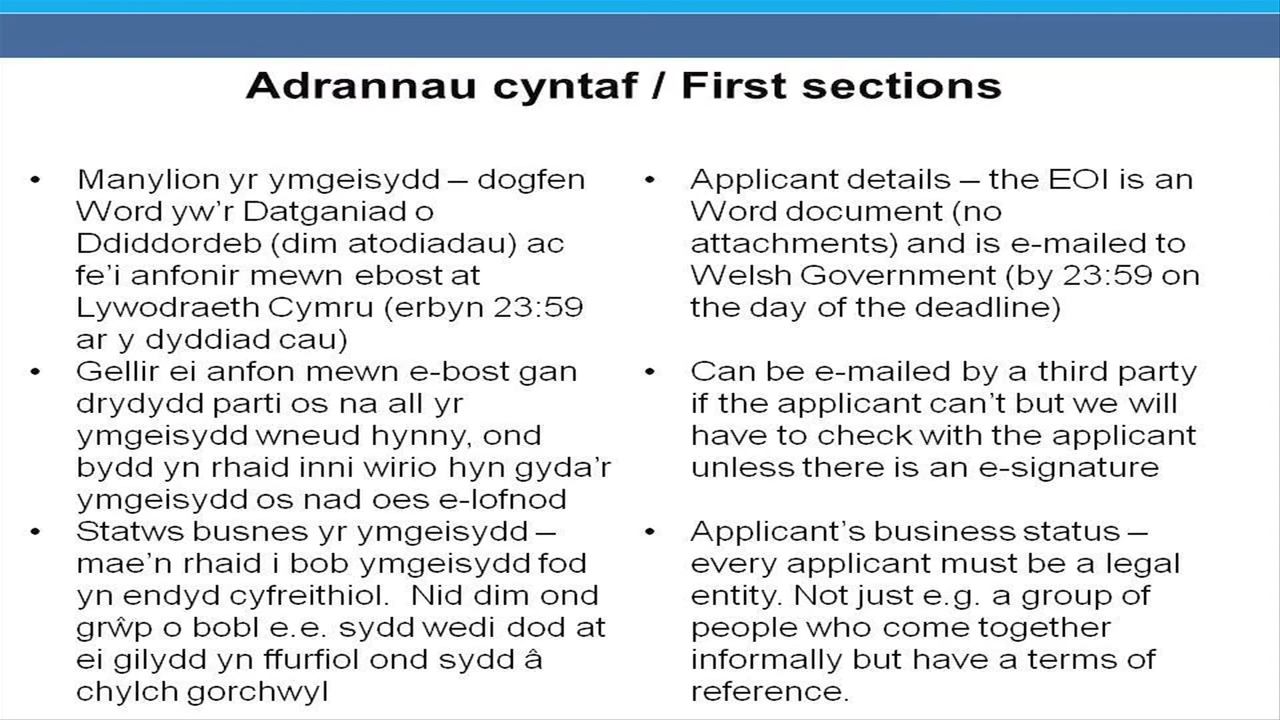 Adrannau cyntaf / First sections
• Manylion yr ymgeisydd – dogfen
Word yw’r Datganiad o
Ddiddordeb (dim atodiadau) ac
fe’i anfonir mewn ebost at
Lywodraeth Cymru (erbyn 23:59
ar y dyddiad cau)
• Gellir ei anfon mewn e-bost gan
drydydd parti os na all yr
ymgeisydd wneud hynny, ond
bydd yn rhaid inni wirio hyn gyda’r
ymgeisydd os nad oes e-lofnod
• Statws busnes yr ymgeisydd –
mae’n rhaid i bob ymgeisydd fod
yn endyd cyfreithiol.  Nid dim ond
grŵp o bobl e.e. sydd wedi dod at
ei gilydd yn ffurfiol ond sydd â
chylch gorchwyl
• Applicant details – the EOI is an
Word document (no
attachments) and is e-mailed to
Welsh Government (by 23:59 on
the day of the deadline)
• Can be e-mailed by a third party
if the applicant can’t but we will
have to check with the applicant
unless there is an e-signature
• Applicant’s business status –
every applicant must be a legal
entity. Not just e.g. a group of
people who come together
informally but have a terms of
reference.